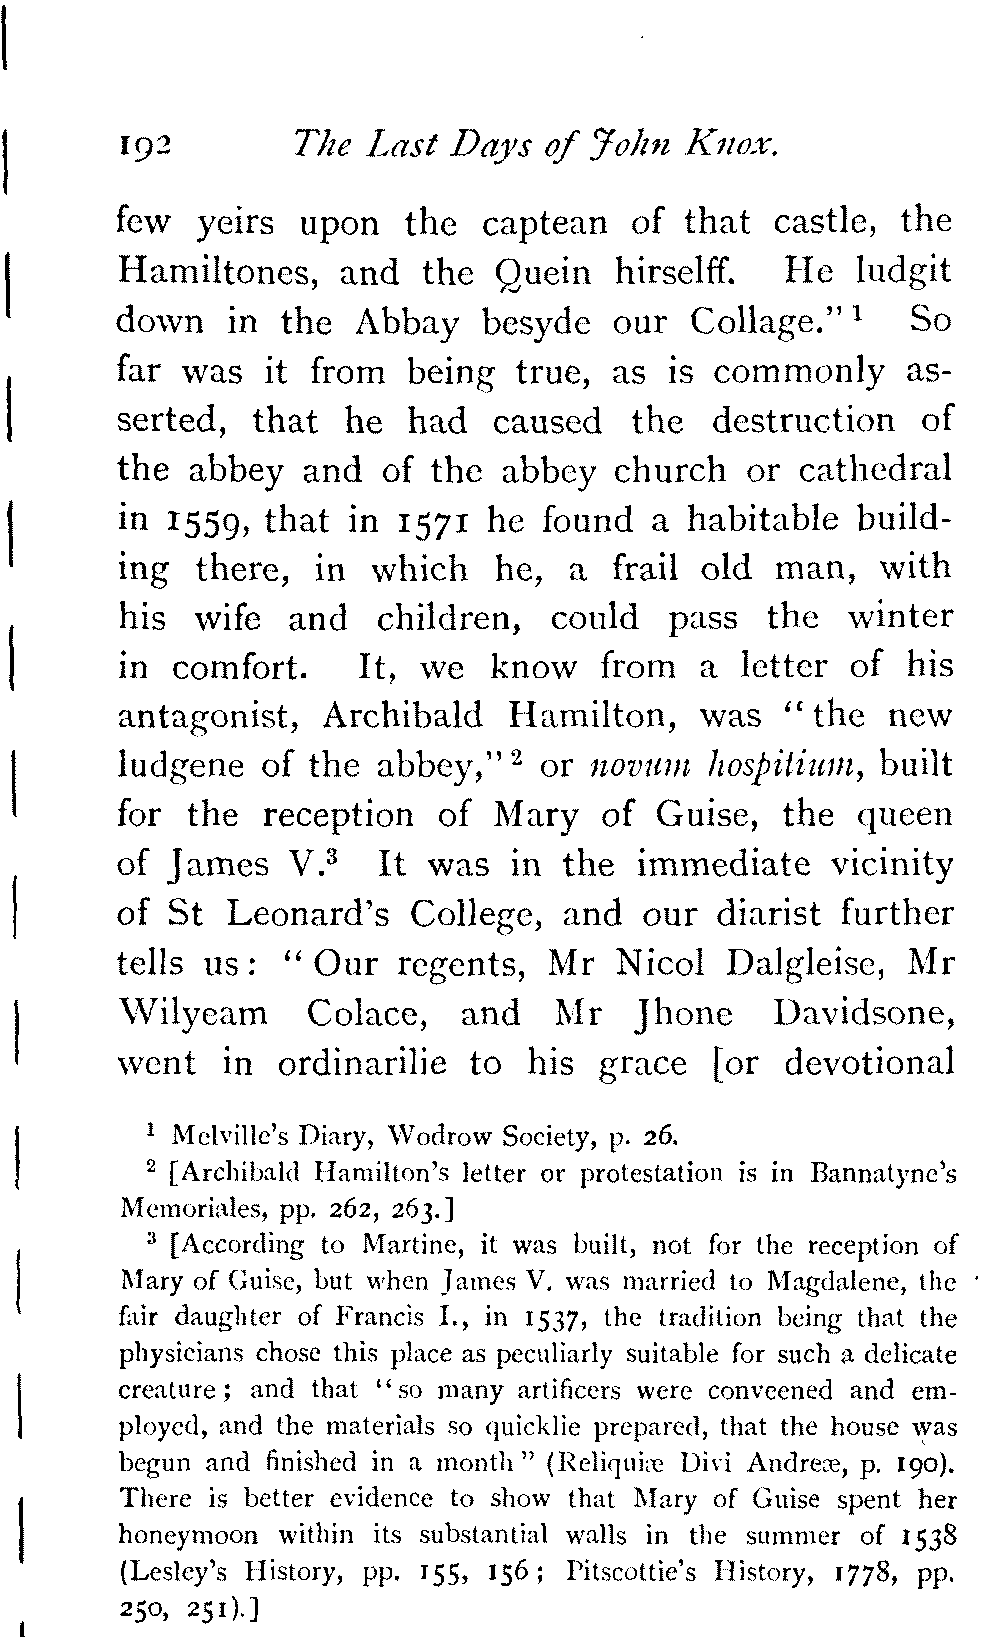 192 The Last Days of John Knox.
few yeirs upon the captean of that castle, the
Hamiltones, and the Quein hirselff. He ludgit
down in the Abbay besyde our Collage." ¹ So
far was it from being true, as is commonly as-
serted, that he had caused the destruction of
the abbey and of the abbey church or cathedral
in 1559, that in 1571 he found a habitable build-
ing there, in which he, a frail old man, with
his wife and children, could pass the winter
in comfort. It, we know from a letter of his
antagonist, Archibald Hamilton, was "the new
ludgene of the abbey," ² or novum hospitium, built
for the reception of Mary of Guise, the queen
of James V.³ It was in the immediate vicinity
of St Leonard's College, and our diarist further
tells us: "Our regents, Mr Nicol Dalgleise, Mr
Wilyeam Colace, and Mr Jhone Davidsone,
went in ordinarilie to his grace [or devotional
¹ Melville's Diary, Wodrow Society, p. 26.
² [Archibald Hamilton's letter or protestation is in Bannatyne's
Memoriales, pp. 262, 263.]
³ [According to Martine, it was built, not for the reception of
Mary of Guise, but when James V. was married to Magdalene, the
fair daughter of Francis I., in 1537, the tradition being that the
physicians chose this place as peculiarly suitable for such a delicate
creature; and that "so many artificers were conveened and em-
ployed, and the materials so quicklie prepared, that the house was
begun and finished in a month" (Reliquiæ Divi Andreæ, p. 190).
There is better evidence to show that Mary of Guise spent her
honeymoon within its substantial walls in the summer of 1538
(Lesley's History, pp. 155, 156; Pitscottie's History, 1778, pp.
250, 251).]